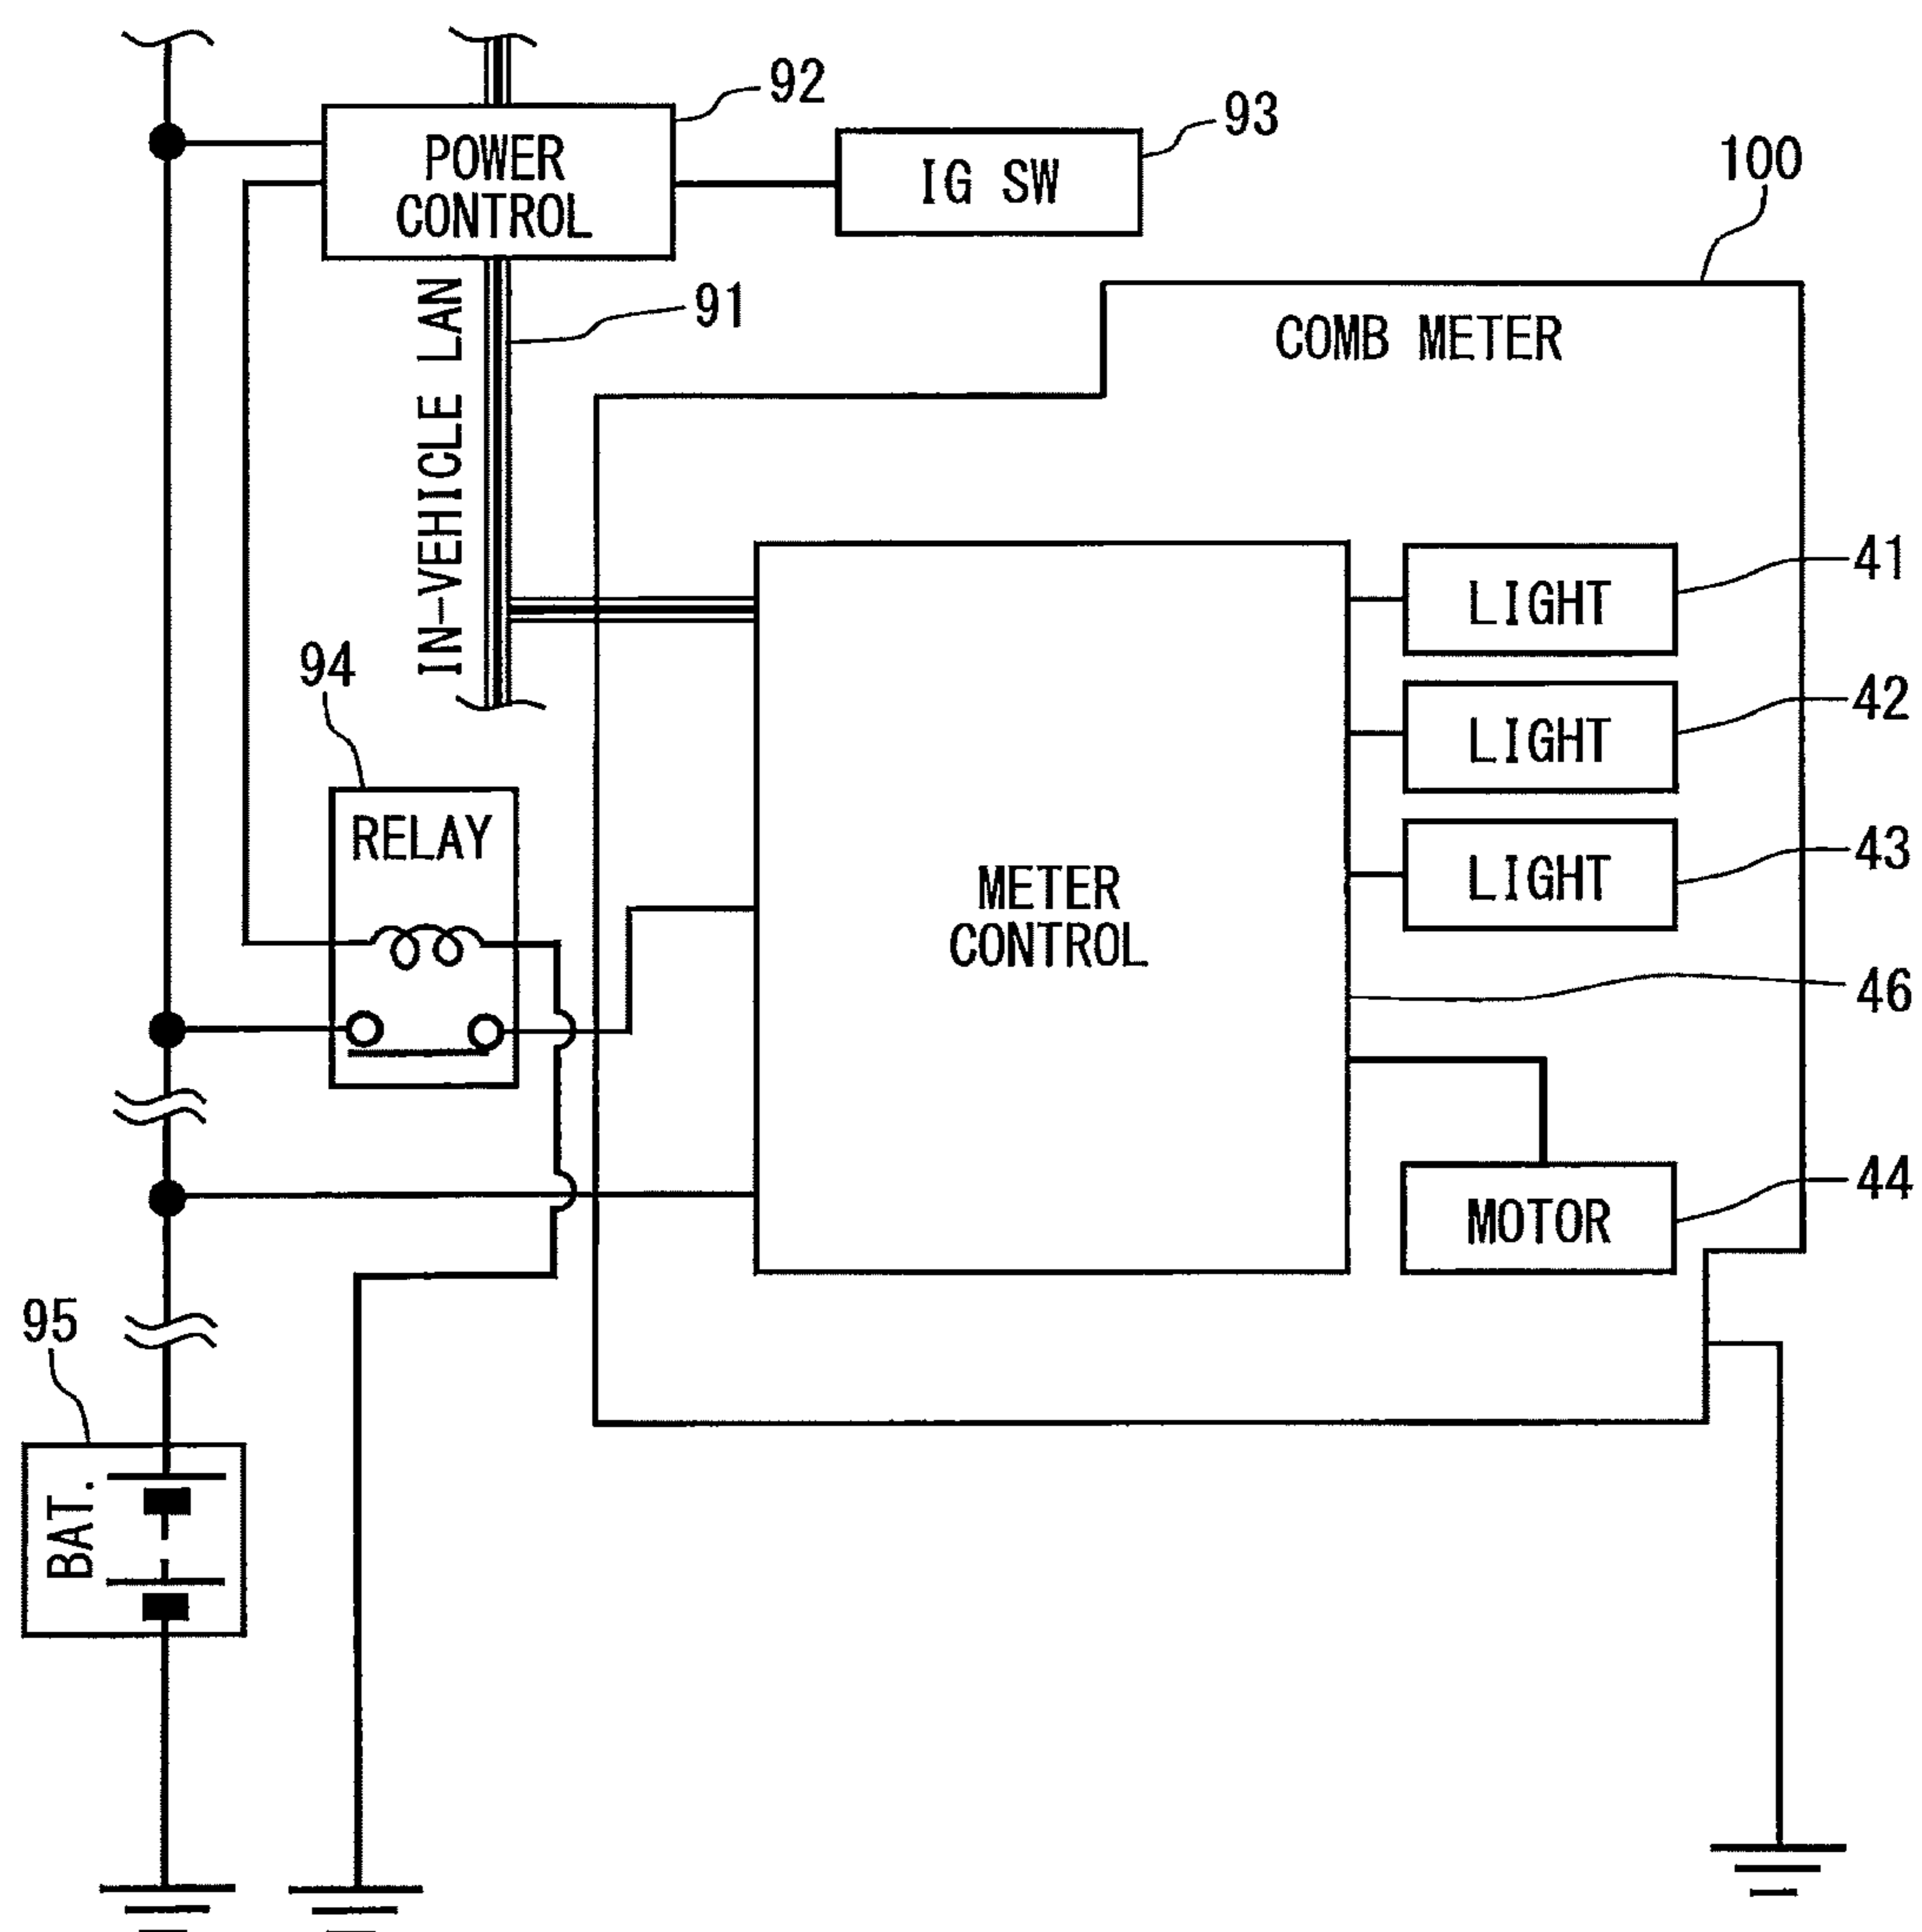 92
POWER
CONTROL
93
IG SW
100
91
IN-VEHICLE LAN
COMB METER
41
LIGHT
42
LIGHT
94
RELAY
43
LIGHT
METER
CONTROL
46
44
MOTOR
95
BAT.